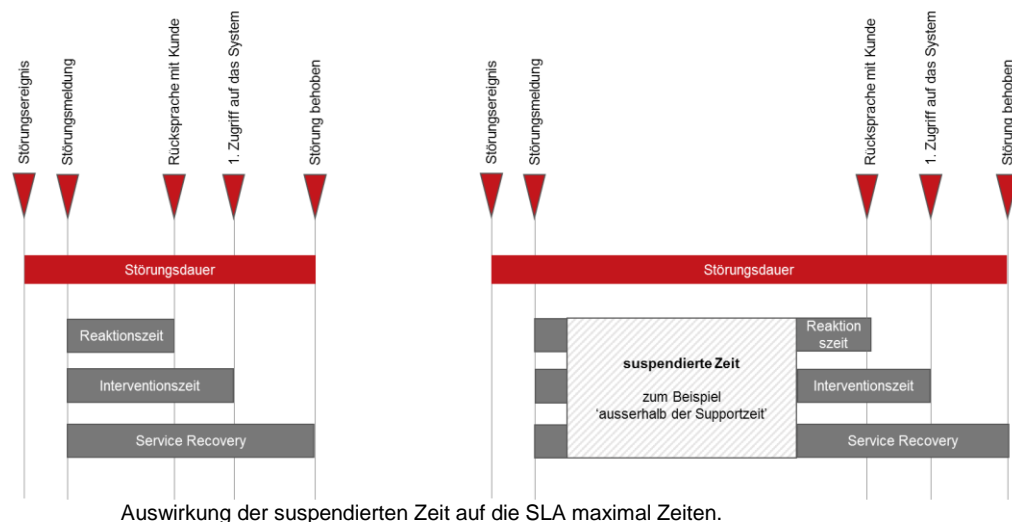 Störungsereignis
Störungsmeldung
Rücksprache mit Kunde
1. Zugriff auf das System
Störung behoben
Störungsdauer
Reaktionszeit
Interventionszeit
Service Recovery
Störungsereignis
Störungsmeldung
Rücksprache mit Kunde
1. Zugriff auf das System
Störung behoben
Störungsdauer
suspendierte Zeit
zum Beispiel
'ausserhalb der Supportzeit'
Reaktion
szeit
Interventionszeit
Service Recovery
Auswirkung der suspendierten Zeit auf die SLA maximal Zeiten.